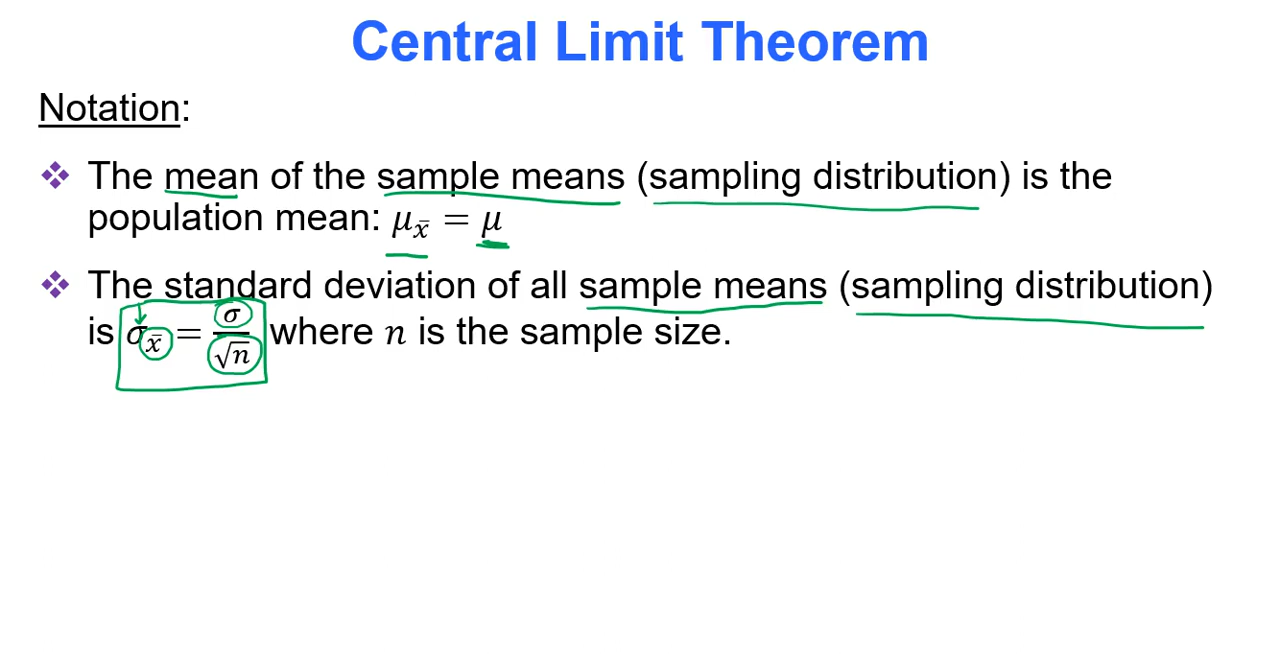 Central Limit Theorem
Notation:
❖ The mean of the sample means (sampling distribution) is the
population mean: μ_x̄ = μ
❖ The standard deviation of all sample means (sampling distribution)
is σ_x̄ = σ/√n where n is the sample size.